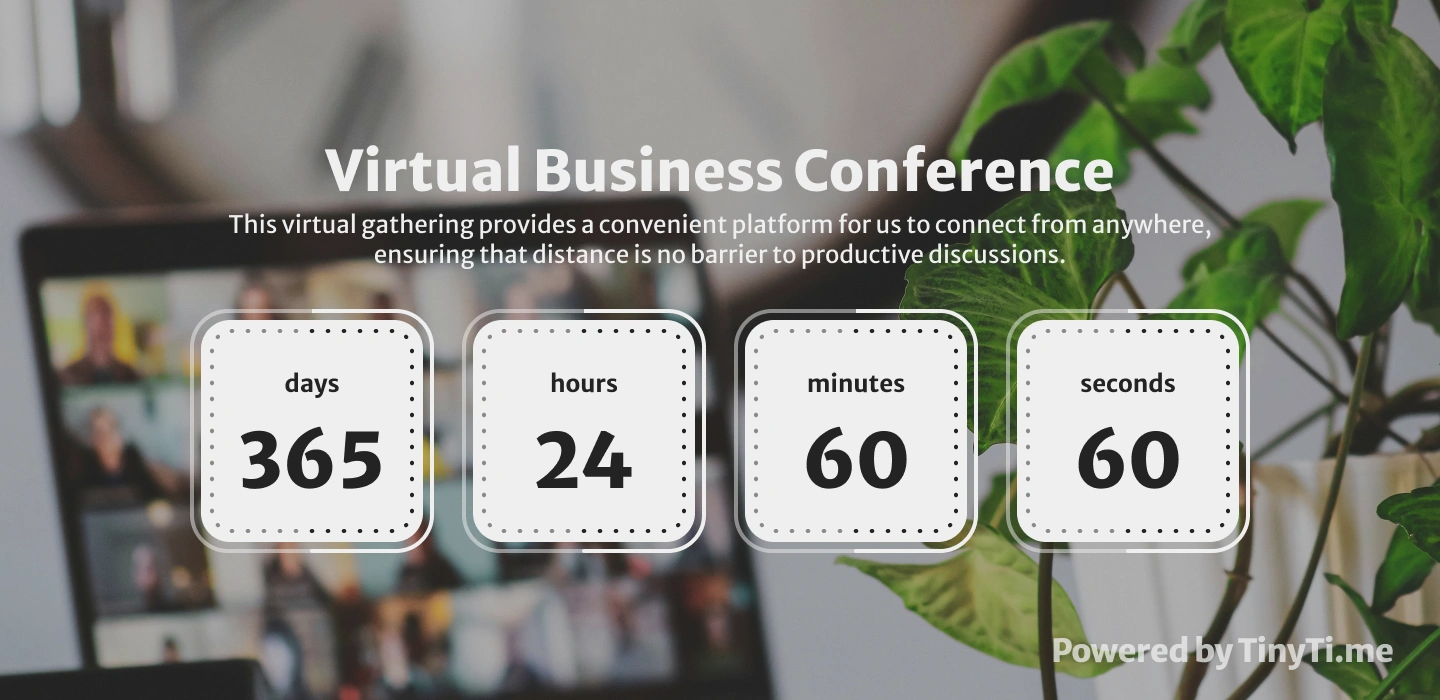 Virtual Business Conference
This virtual gathering provides a convenient platform for us to connect from anywhere,
ensuring that distance is no barrier to productive discussions.
days
365
hours
24
minutes
60
seconds
60
Powered by TinyTi.me